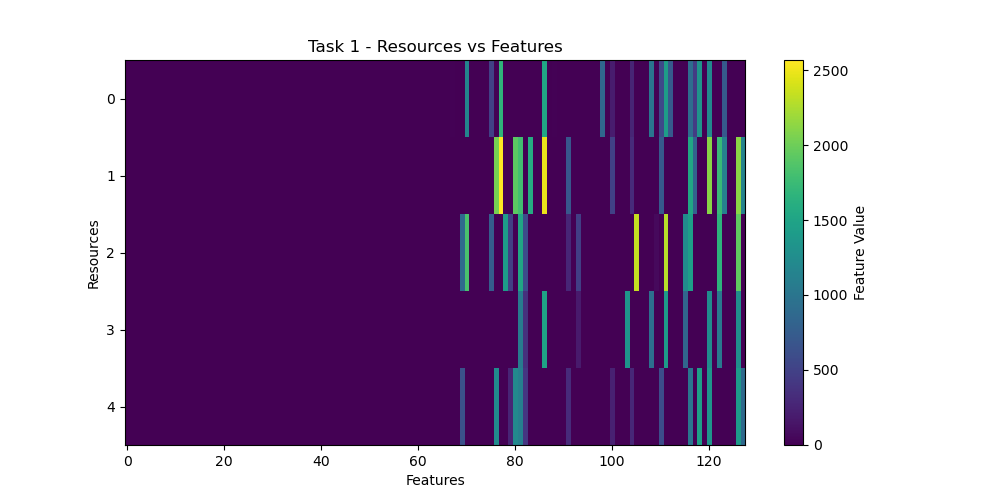 Task 1 - Resources vs Features
Resources
0
1
2
3
4
0 20 40 60 80 100 120
Features
2500
2000
1500
1000
500
0
Feature Value